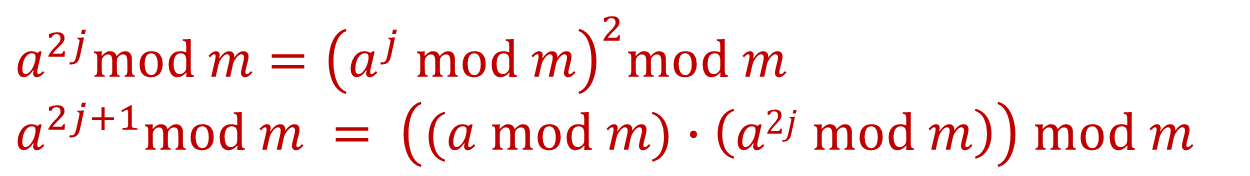 a^{2j} mod m = (a^j mod m)^2 mod m
a^{2j+1} mod m = ((a mod m) · (a^{2j} mod m)) mod m